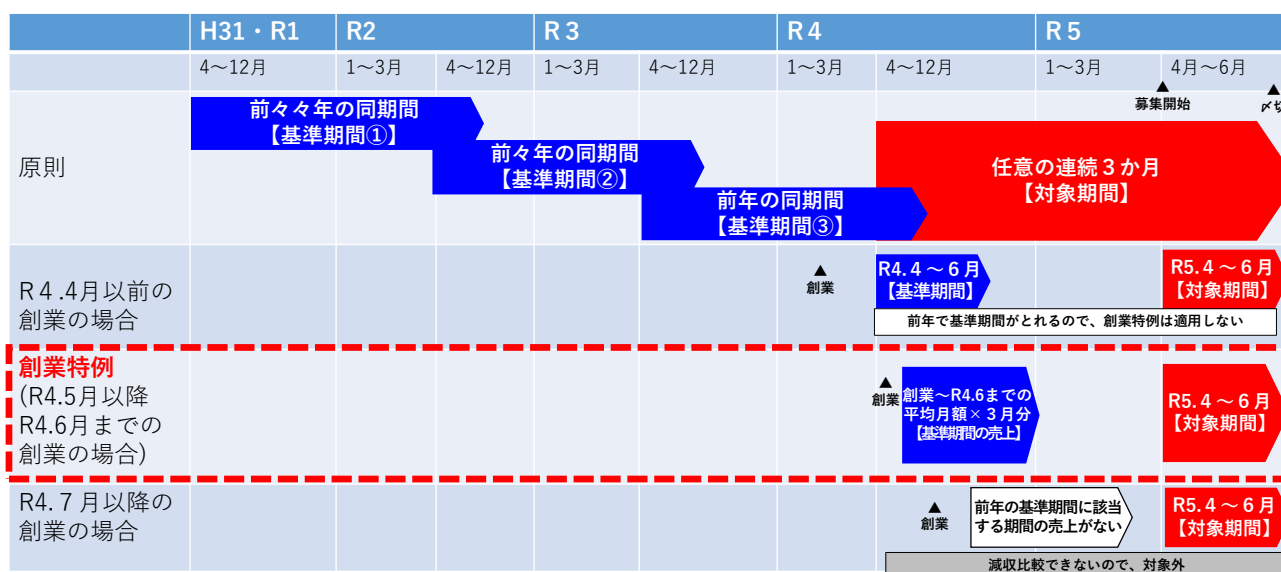 H31・R1 R2 R３ R４ R５
4～12月 1～3月 4～12月 1～3月 4～12月 1～3月 4～12月 1～3月 4月～6月
▲ ▲
募集開始 〆切
原則
前々々年の同期間
【基準期間①】
前々年の同期間
【基準期間②】
前年の同期間
【基準期間③】
任意の連続３か月
【対象期間】
R４.4月以前の
創業の場合
▲
創業
R4.４～６月
【基準期間】
R5.４～６月
【対象期間】
前年で基準期間がとれるので、創業特例は適用しない
創業特例
(R4.5月以降
R4.6月までの
創業の場合)
▲
創業
創業～R4.6までの
平均月額×３月分
【基準期間の売上】
R5.４～６月
【対象期間】
R4.７月以降の
創業の場合
▲
創業
前年の基準期間に該当
する期間の売上がない
R5.４～６月
【対象期間】
減収比較できないので、対象外